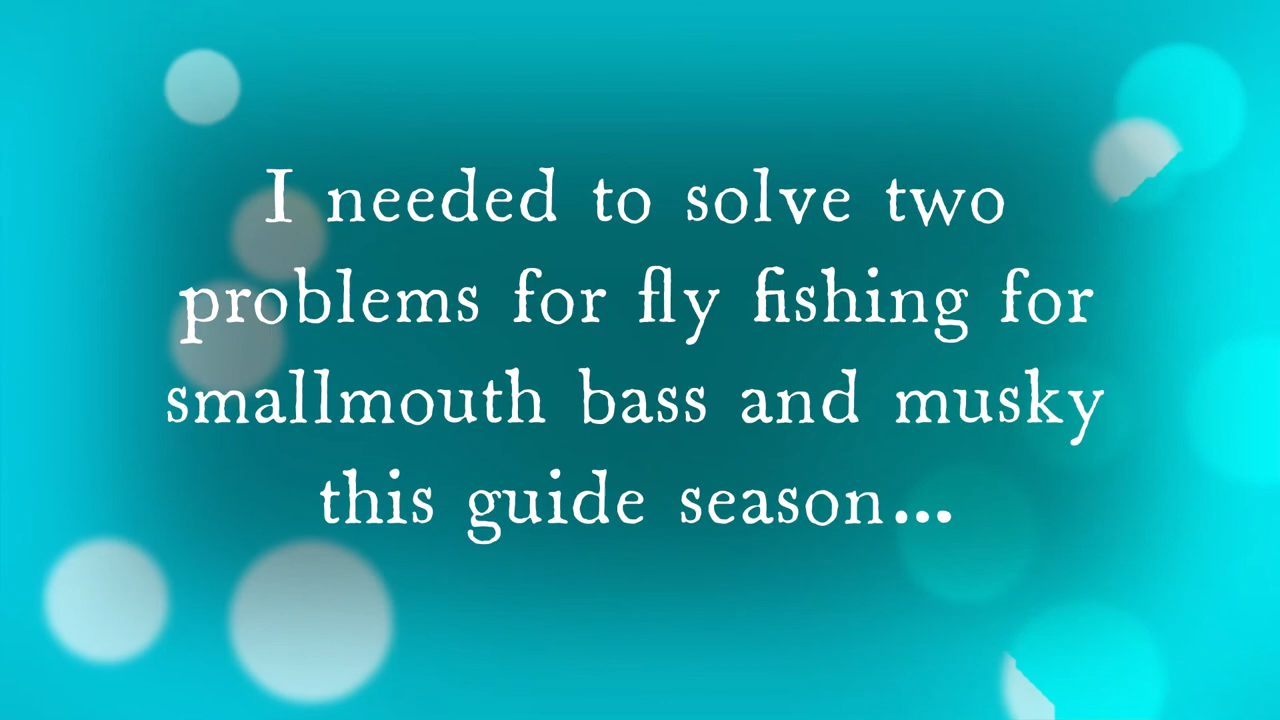 I needed to solve two
problems for fly fishing for
smallmouth bass and musky
this guide season...